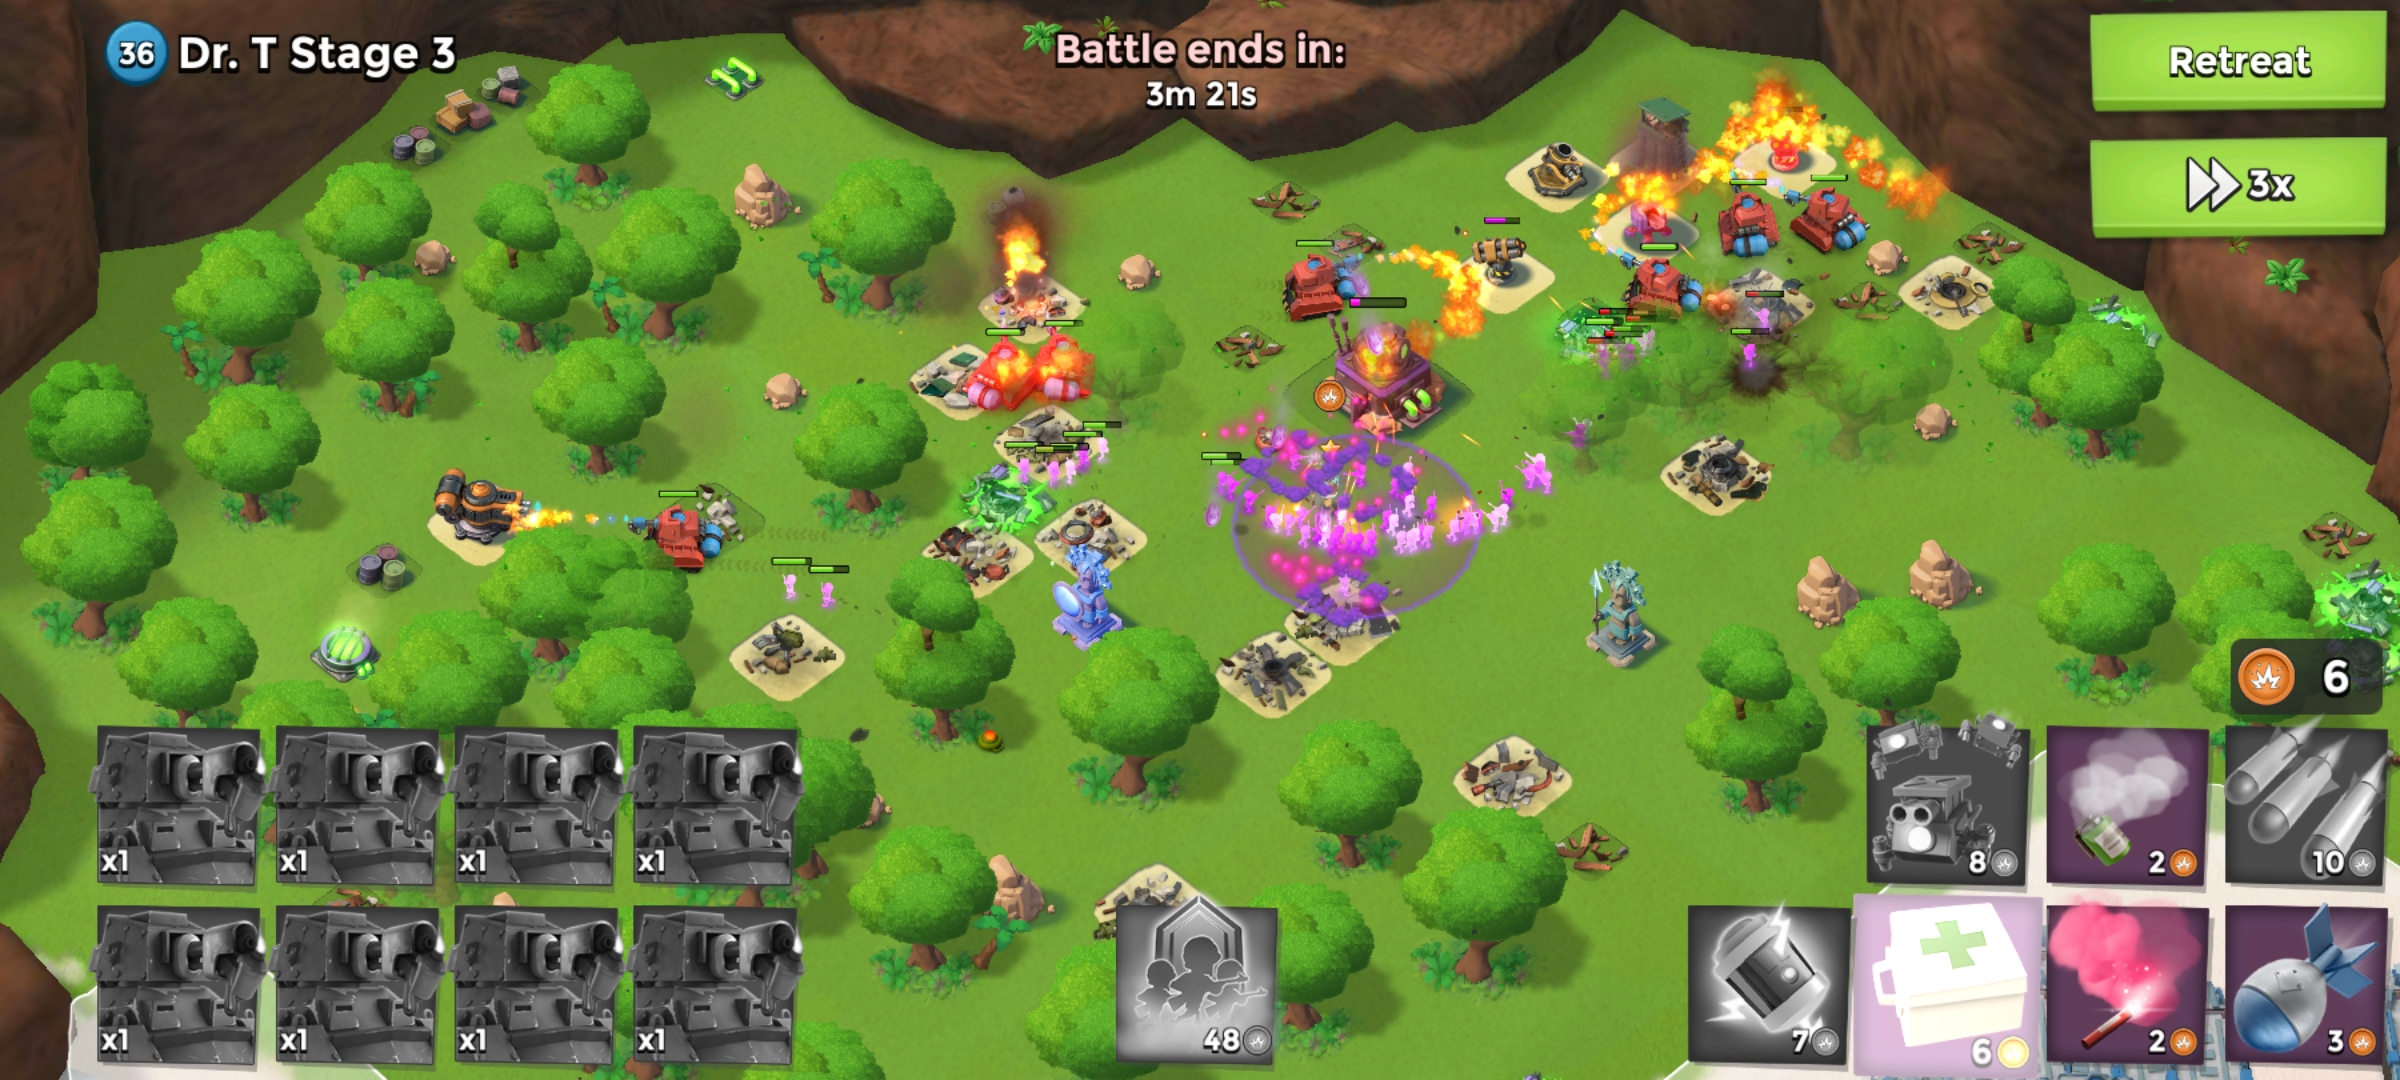 36 Dr. T Stage 3
Battle ends in:
3m 21s
Retreat
3x
6
x1 x1 x1 x1
8 2 10
x1 x1 x1 x1
48 7 6 2 3